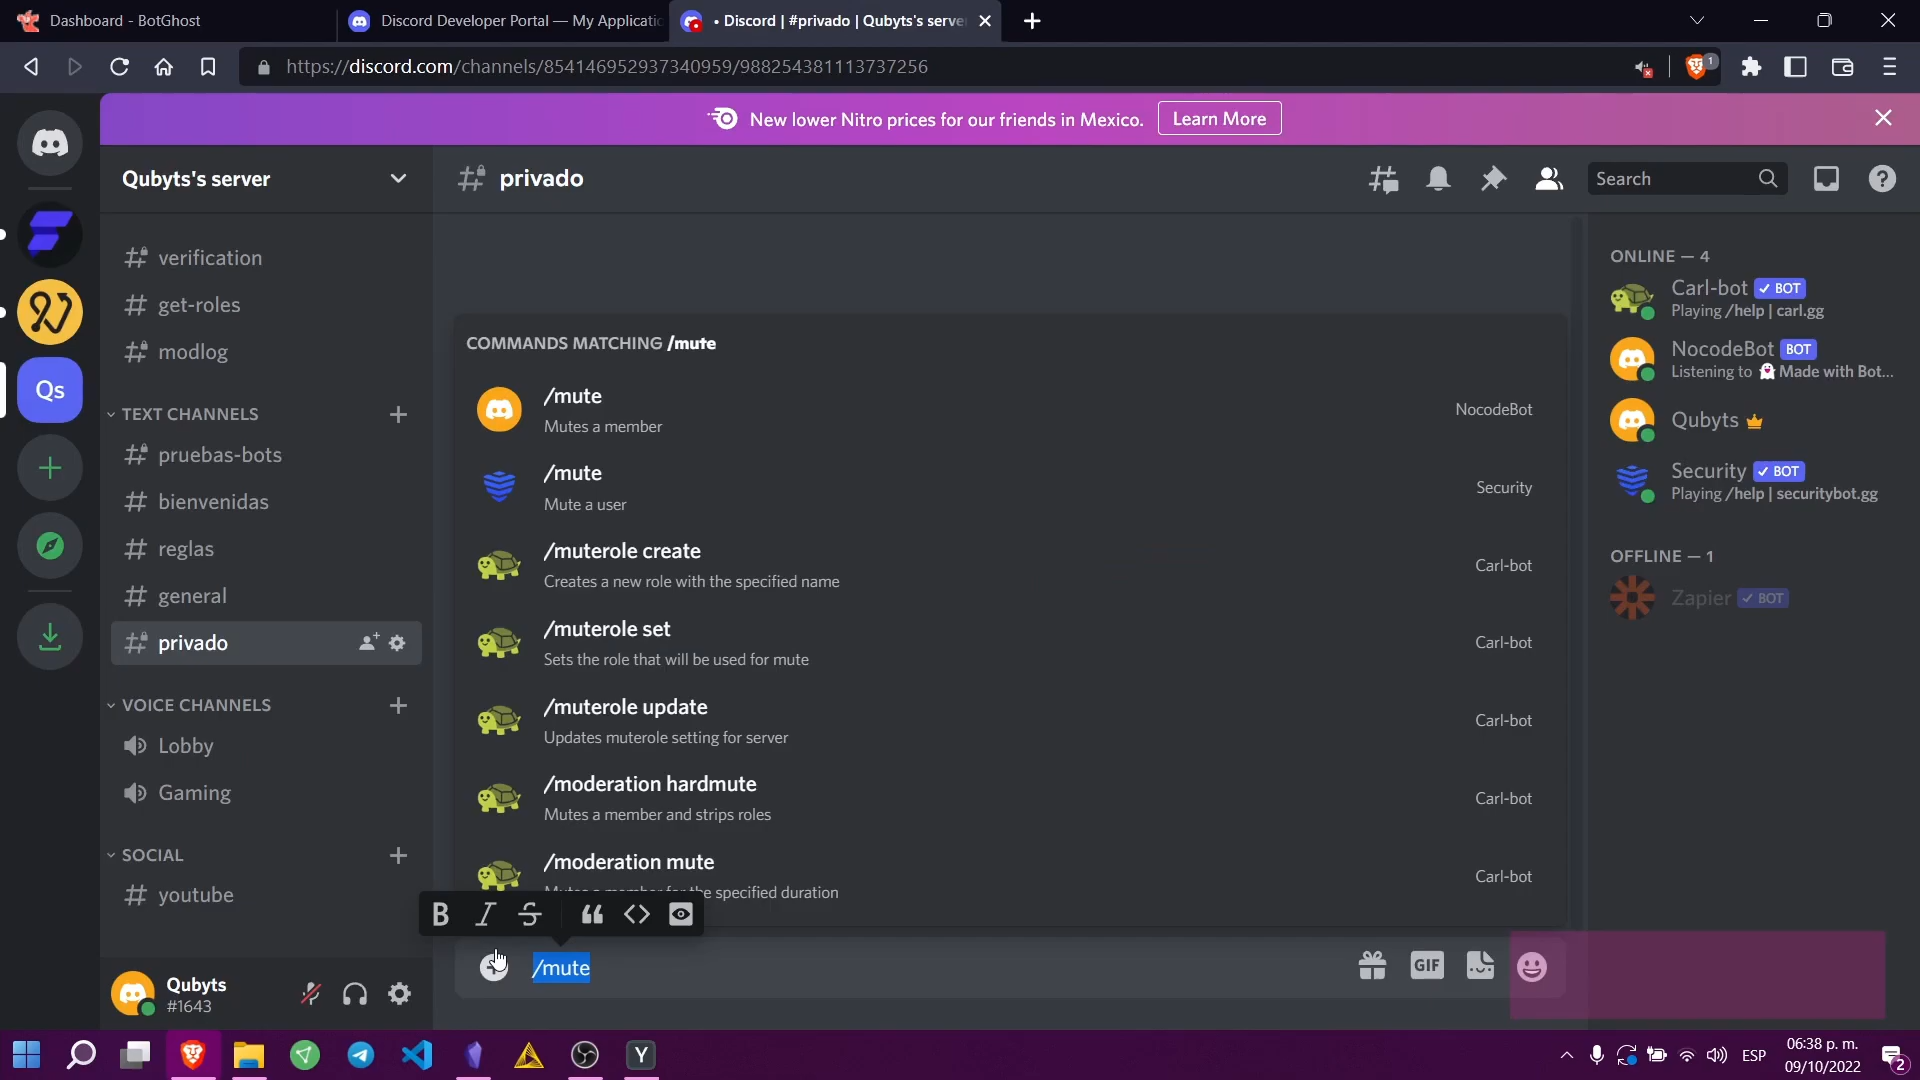 Dashboard - BotGhost
Discord Developer Portal — My Applicatio
• Discord | #privado | Qubyts's serve
https://discord.com/channels/854146952937340959/988254381113737256
1
New lower Nitro prices for our friends in Mexico.
Learn More
Qubyts's server
privado
Search
verification
get-roles
modlog
TEXT CHANNELS
pruebas-bots
bienvenidas
reglas
general
privado
VOICE CHANNELS
Lobby
Gaming
SOCIAL
youtube
Qs
Qubyts
#1643
COMMANDS MATCHING /mute
/mute
Mutes a member
NocodeBot
/mute
Mute a user
Security
/muterole create
Creates a new role with the specified name
Carl-bot
/muterole set
Sets the role that will be used for mute
Carl-bot
/muterole update
Updates muterole setting for server
Carl-bot
/moderation hardmute
Mutes a member and strips roles
Carl-bot
/moderation mute
Mutes a member for the specified duration
Carl-bot
B I S
/mute
GIF
ONLINE — 4
Carl-bot ✓ BOT
Playing /help | carl.gg
NocodeBot BOT
Listening to 👻 Made with Bot...
Qubyts
Security ✓ BOT
Playing /help | securitybot.gg
OFFLINE — 1
Zapier ✓ BOT
Y
ESP
06:38 p. m.
09/10/2022
2